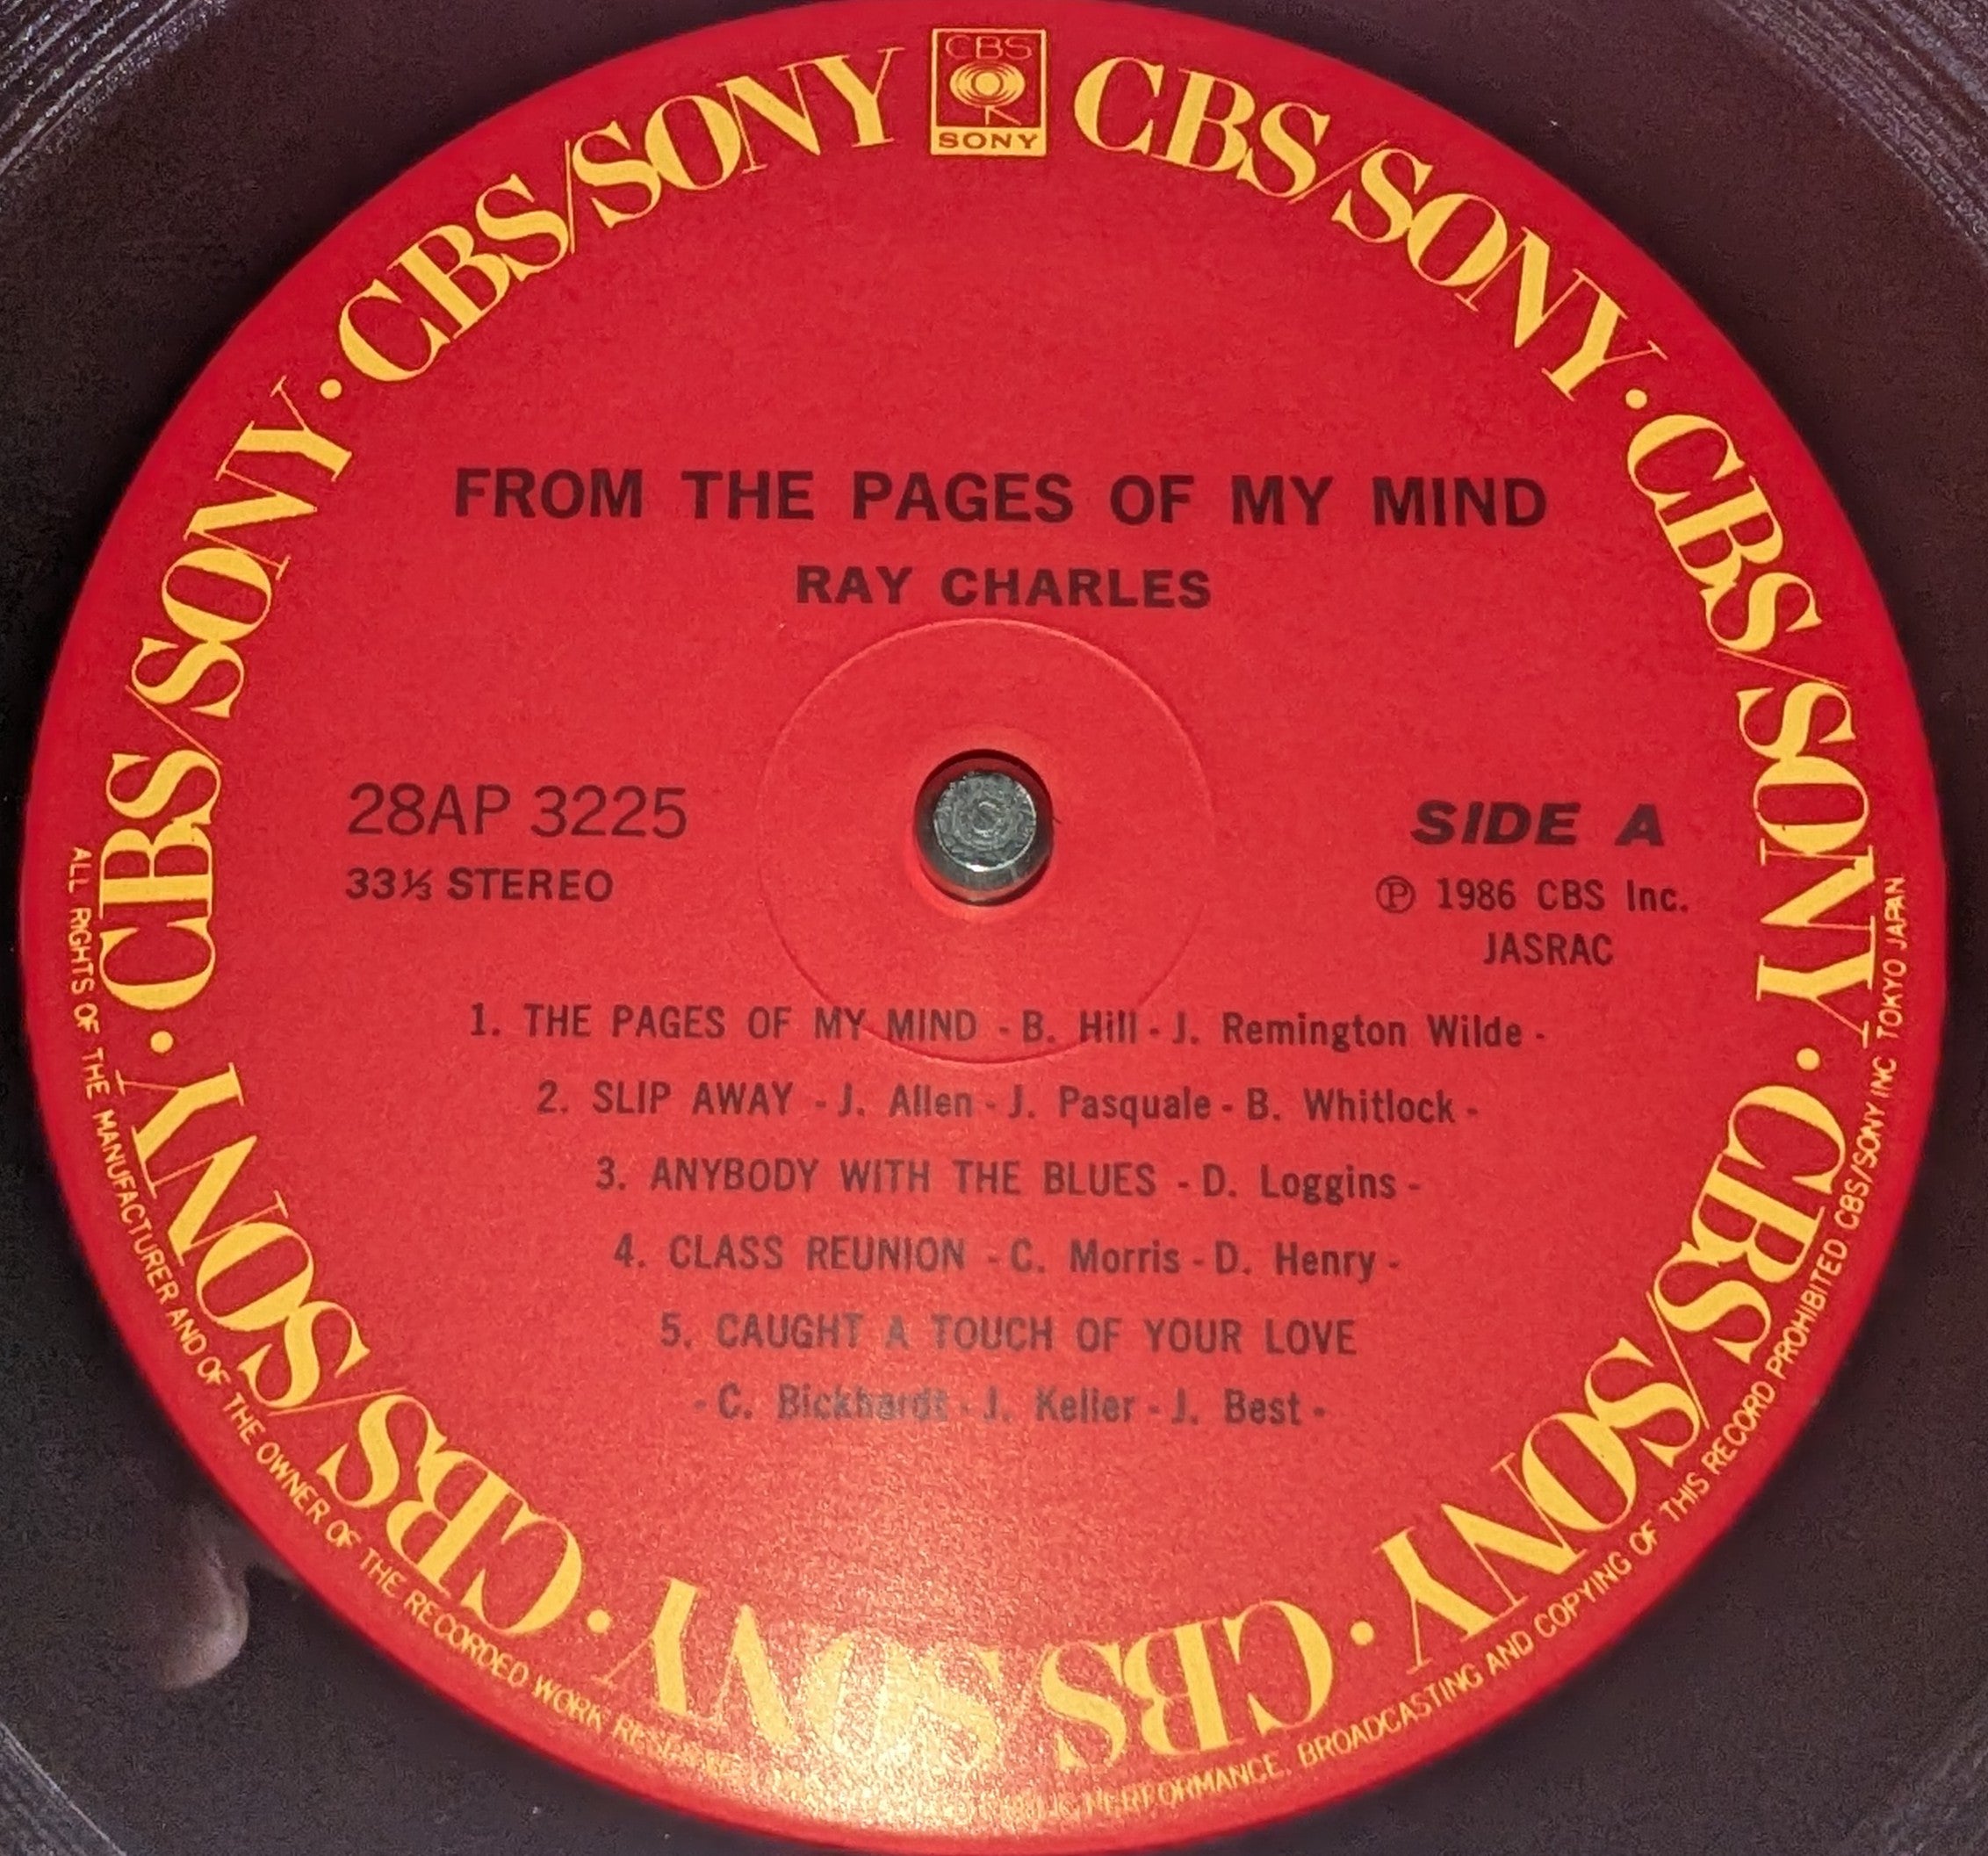 CBS
SONY
CBS/SONY · CBS/SONY · CBS/SONY · CBS/SONY · CBS/SONY · CBS/SONY · CBS/SONY
FROM THE PAGES OF MY MIND
RAY CHARLES
28AP 3225
33⅓ STEREO
SIDE A
Ⓟ 1986 CBS Inc.
JASRAC
1. THE PAGES OF MY MIND - B. Hill - J. Remington Wilde -
2. SLIP AWAY - J. Allen - J. Pasquale - B. Whitlock -
3. ANYBODY WITH THE BLUES - D. Loggins -
4. CLASS REUNION - C. Morris - D. Henry -
5. CAUGHT A TOUCH OF YOUR LOVE
- C. Bickhardt - J. Keller - J. Best -
ALL RIGHTS OF THE MANUFACTURER AND OF THE OWNER OF THE RECORDED WORK PERFORMANCE, BROADCASTING AND COPYING OF THIS RECORD PROHIBITED CBS/SONY INC TOKYO JAPAN